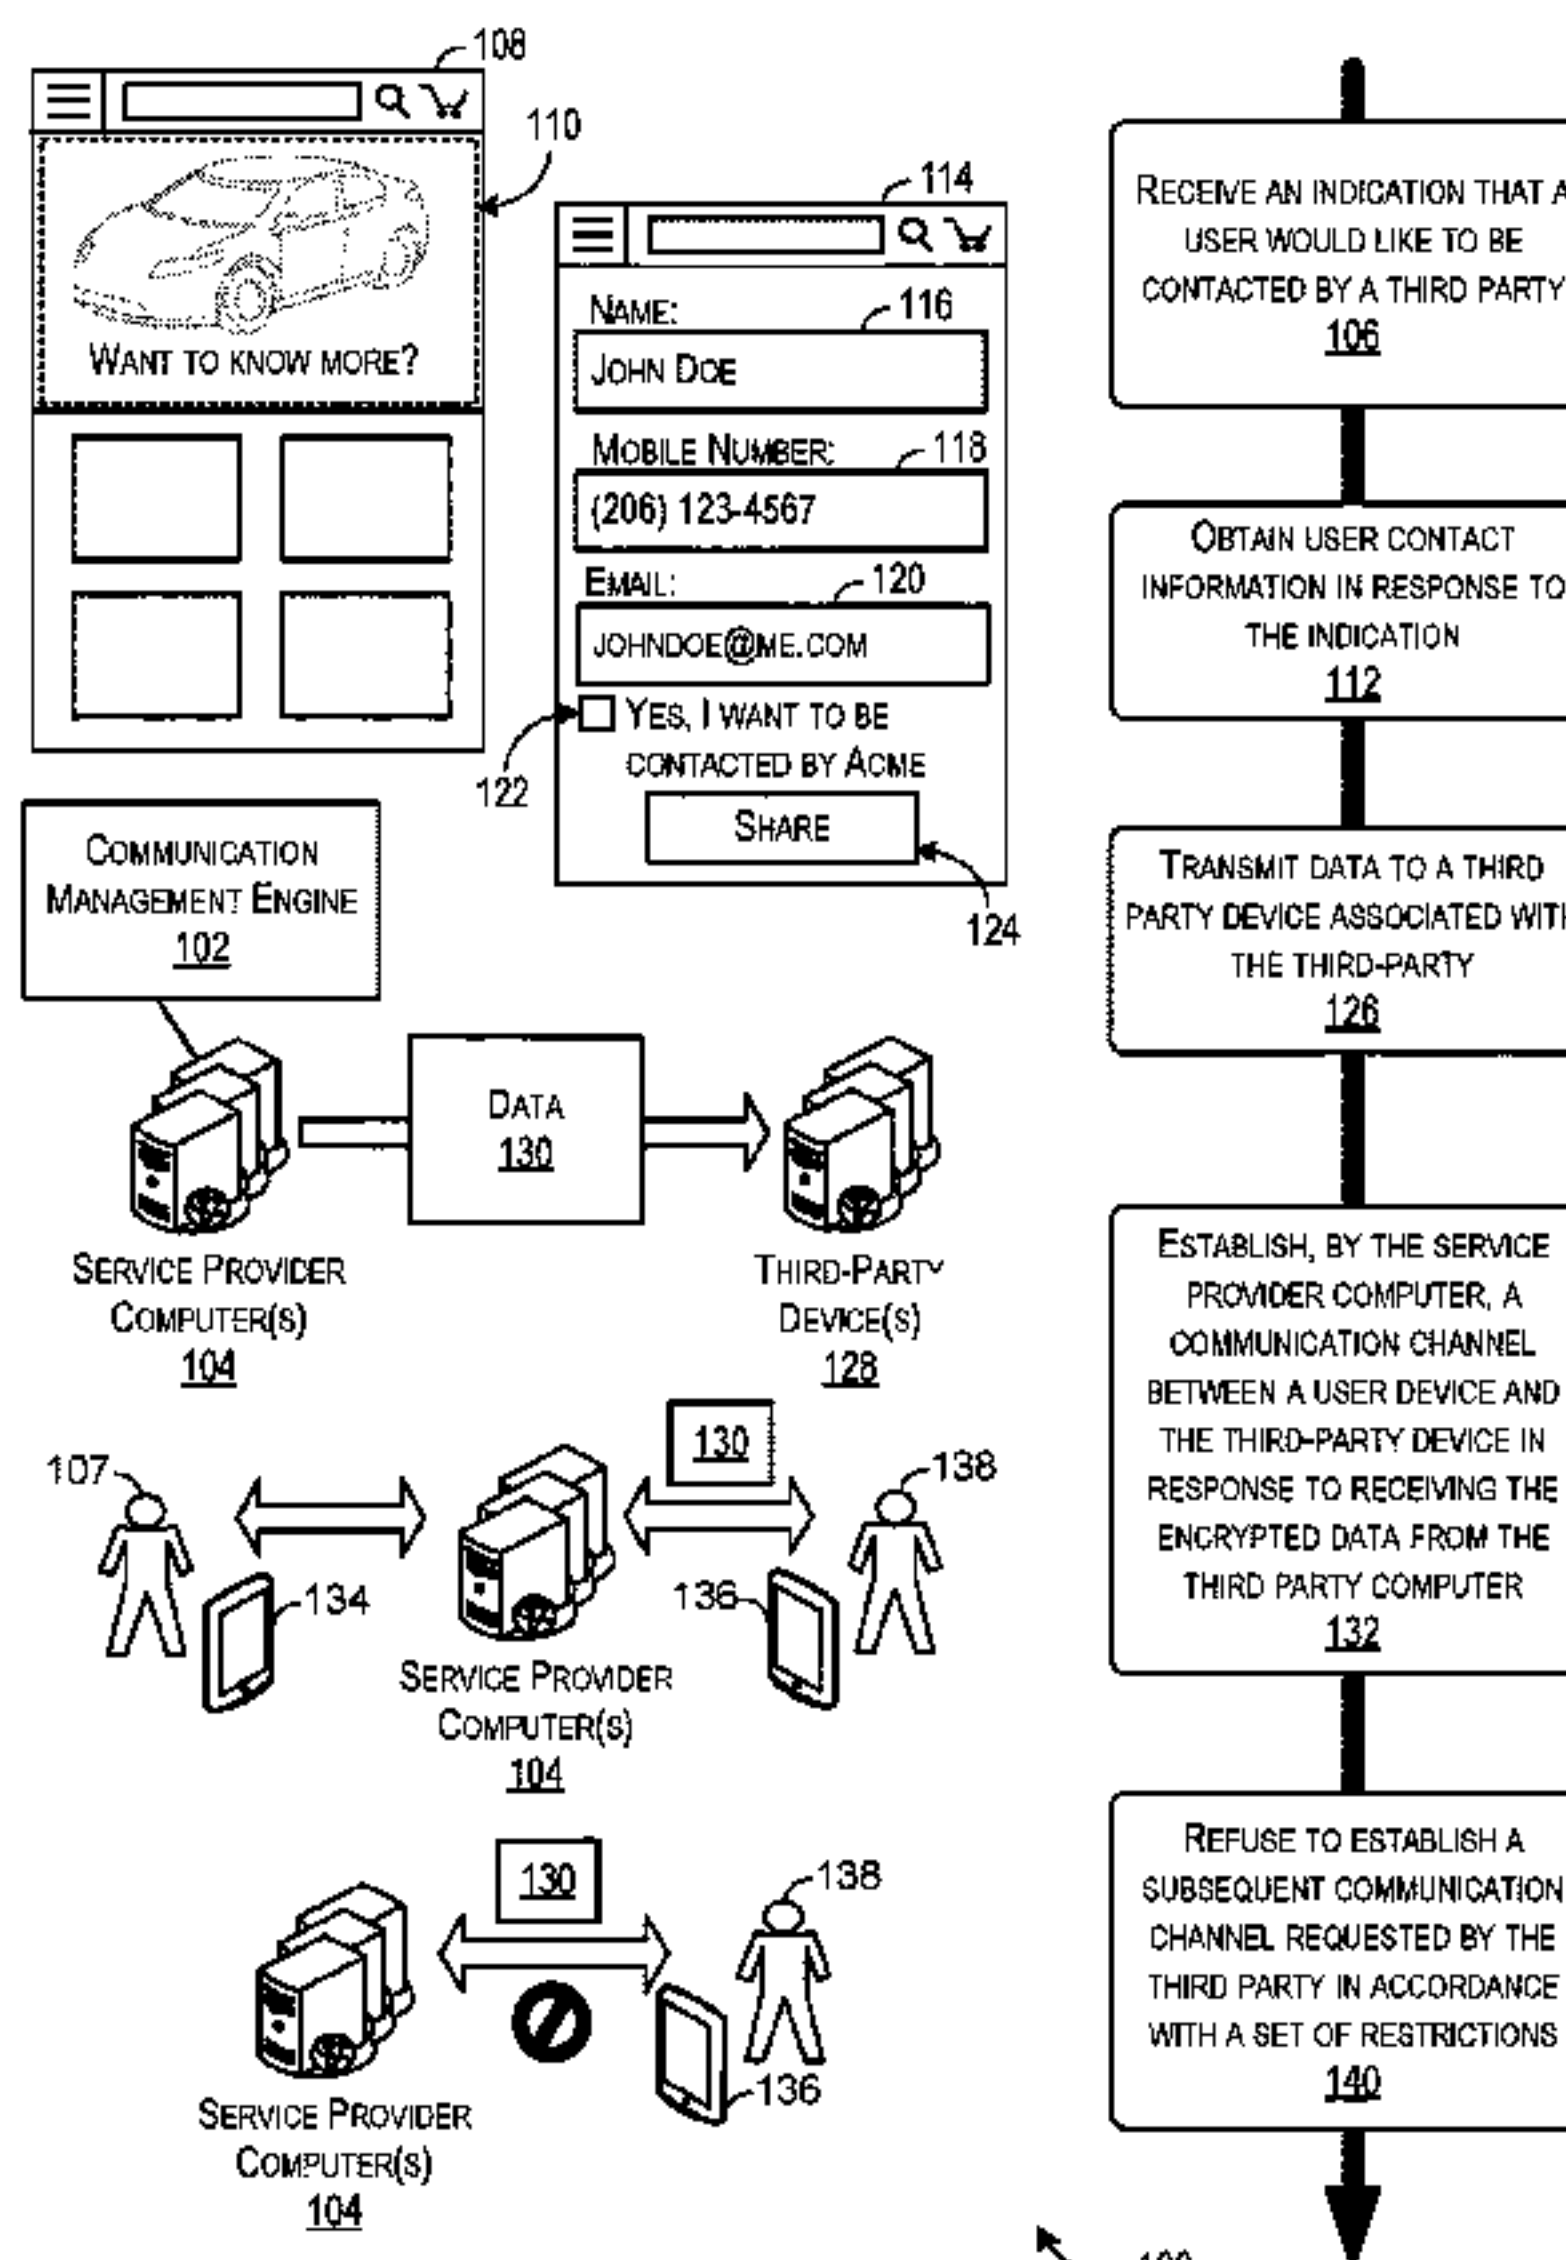 108
110
WANT TO KNOW MORE?
114
NAME:
116
JOHN DOE
MOBILE NUMBER:
118
(206) 123-4567
EMAIL:
120
JOHNDOE@ME.COM
YES, I WANT TO BE
CONTACTED BY ACME
122
SHARE
124
COMMUNICATION
MANAGEMENT ENGINE
102
DATA
130
SERVICE PROVIDER
COMPUTER(S)
104
THIRD-PARTY
DEVICE(S)
128
107
130
138
134
136
SERVICE PROVIDER
COMPUTER(S)
104
130
138
136
SERVICE PROVIDER
COMPUTER(S)
104
RECEIVE AN INDICATION THAT A
USER WOULD LIKE TO BE
CONTACTED BY A THIRD PARTY
106
OBTAIN USER CONTACT
INFORMATION IN RESPONSE TO
THE INDICATION
112
TRANSMIT DATA TO A THIRD
PARTY DEVICE ASSOCIATED WITH
THE THIRD-PARTY
126
ESTABLISH, BY THE SERVICE
PROVIDER COMPUTER, A
COMMUNICATION CHANNEL
BETWEEN A USER DEVICE AND
THE THIRD-PARTY DEVICE IN
RESPONSE TO RECEIVING THE
ENCRYPTED DATA FROM THE
THIRD PARTY COMPUTER
132
REFUSE TO ESTABLISH A
SUBSEQUENT COMMUNICATION
CHANNEL REQUESTED BY THE
THIRD PARTY IN ACCORDANCE
WITH A SET OF RESTRICTIONS
140